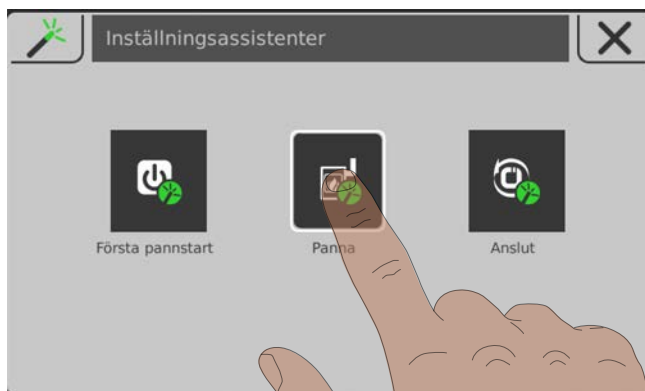 Inställningsassistenter
Första pannstart
Panna
Anslut